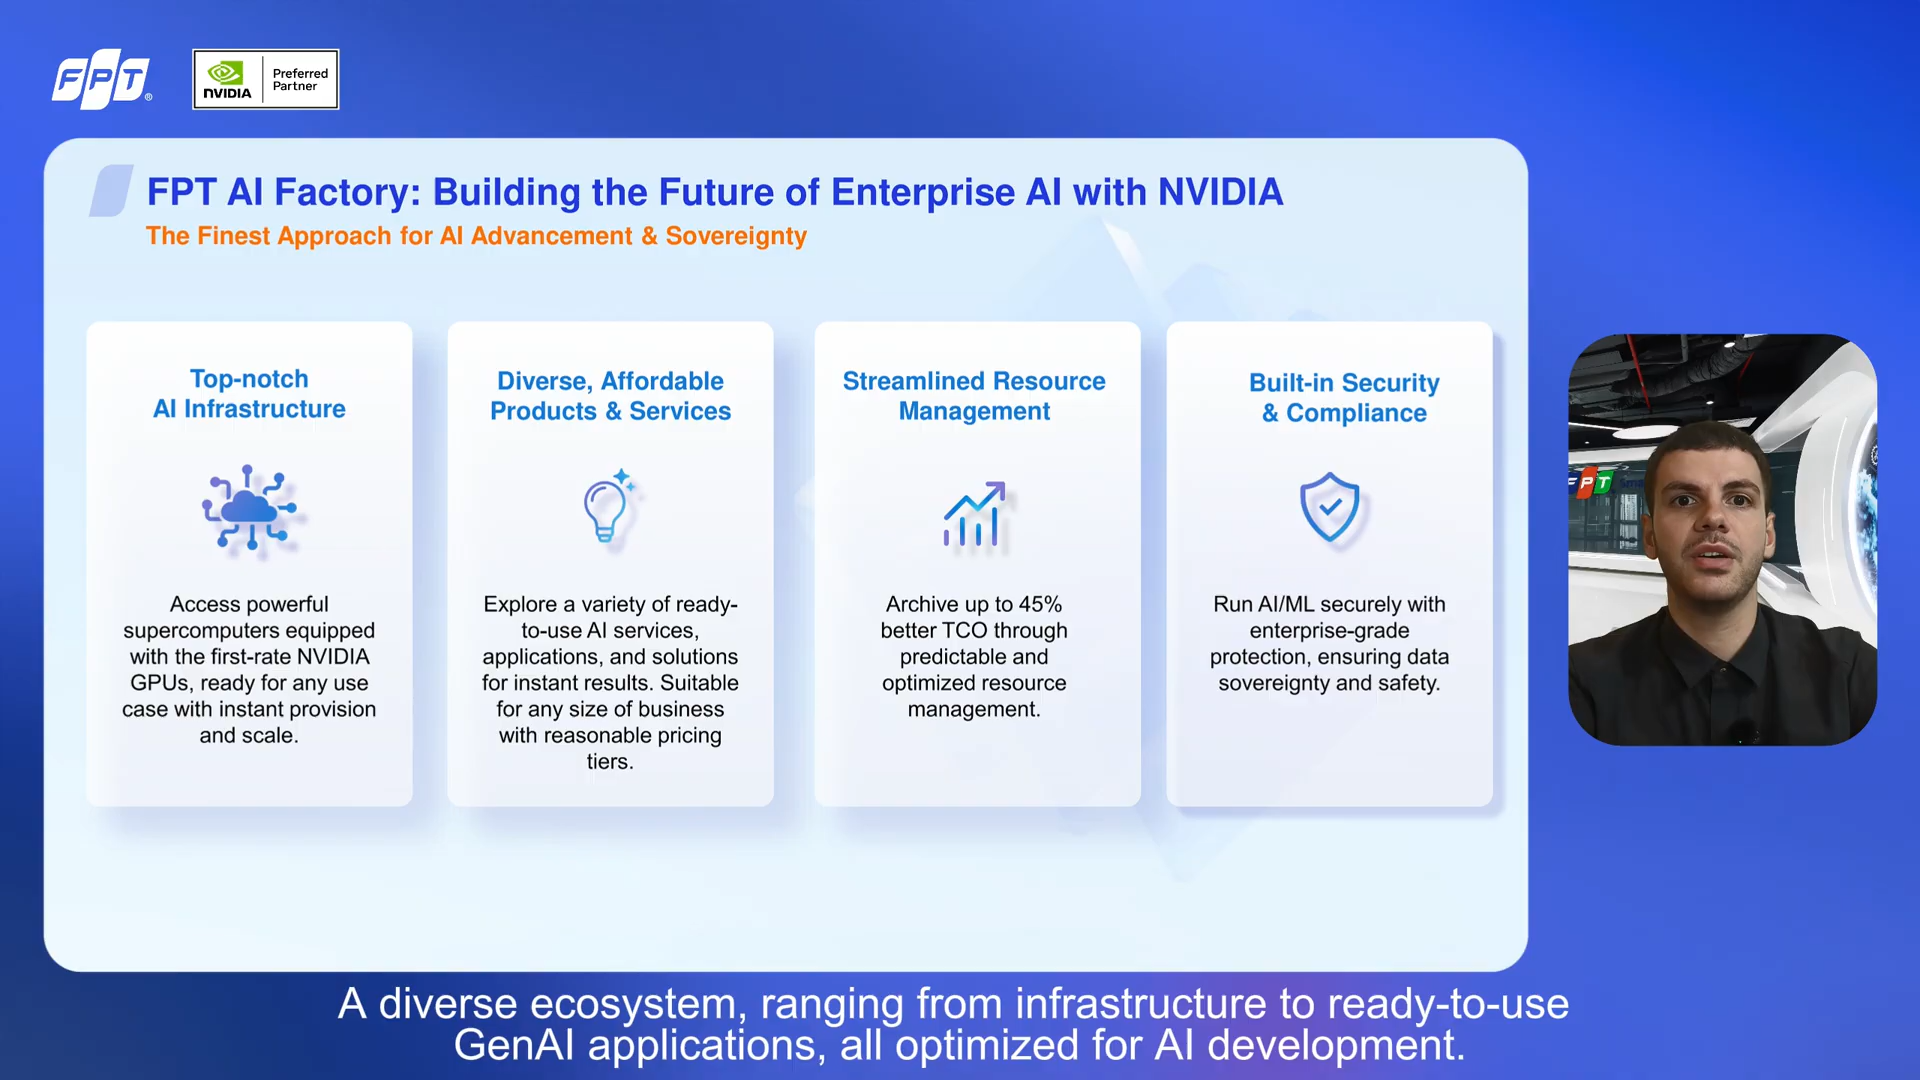 FPT®
NVIDIA
Preferred
Partner
FPT AI Factory: Building the Future of Enterprise AI with NVIDIA
The Finest Approach for AI Advancement & Sovereignty
Top-notch
AI Infrastructure
Access powerful
supercomputers equipped
with the first-rate NVIDIA
GPUs, ready for any use
case with instant provision
and scale.
Diverse, Affordable
Products & Services
Explore a variety of ready-
to-use AI services,
applications, and solutions
for instant results. Suitable
for any size of business
with reasonable pricing
tiers.
Streamlined Resource
Management
Archive up to 45%
better TCO through
predictable and
optimized resource
management.
Built-in Security
& Compliance
Run AI/ML securely with
enterprise-grade
protection, ensuring data
sovereignty and safety.
FPT
A diverse ecosystem, ranging from infrastructure to ready-to-use
GenAI applications, all optimized for AI development.